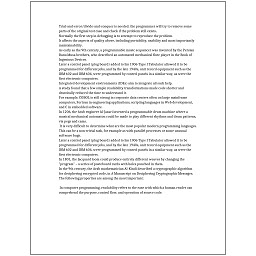 Trial-and-error/divide-and-conquer is needed: the programmer will try to remove some
parts of the original test case and check if the problem still exists.
Normally the first step in debugging is to attempt to reproduce the problem.
It affects the aspects of quality above, including portability, usability and most importantly
maintainability.
As early as the 9th century, a programmable music sequencer was invented by the Persian
Banu Musa brothers, who described an automated mechanical flute player in the Book of
Ingenious Devices.
Later a control panel (plug board) added to his 1906 Type I Tabulator allowed it to be
programmed for different jobs, and by the late 1940s, unit record equipment such as the
IBM 602 and IBM 604, were programmed by control panels in a similar way, as were the
first electronic computers.
Integrated development environments (IDEs) aim to integrate all such help.
A study found that a few simple readability transformations made code shorter and
drastically reduced the time to understand it.
For example, COBOL is still strong in corporate data centers often on large mainframe
computers, Fortran in engineering applications, scripting languages in Web development,
and C in embedded software.
In 1206, the Arab engineer Al-Jazari invented a programmable drum machine where a
musical mechanical automaton could be made to play different rhythms and drum patterns,
via pegs and cams.
It is very difficult to determine what are the most popular modern programming languages.
This can be a non-trivial task, for example as with parallel processes or some unusual
software bugs.
Later a control panel (plug board) added to his 1906 Type I Tabulator allowed it to be
programmed for different jobs, and by the late 1940s, unit record equipment such as the
IBM 602 and IBM 604, were programmed by control panels in a similar way, as were the
first electronic computers.
In 1801, the Jacquard loom could produce entirely different weaves by changing the
"program" – a series of pasteboard cards with holes punched in them.
In the 9th century, the Arab mathematician Al-Kindi described a cryptographic algorithm
for deciphering encrypted code, in A Manuscript on Deciphering Cryptographic Messages.
The following properties are among the most important:
In computer programming, readability refers to the ease with which a human reader can
comprehend the purpose, control flow, and operation of source code.